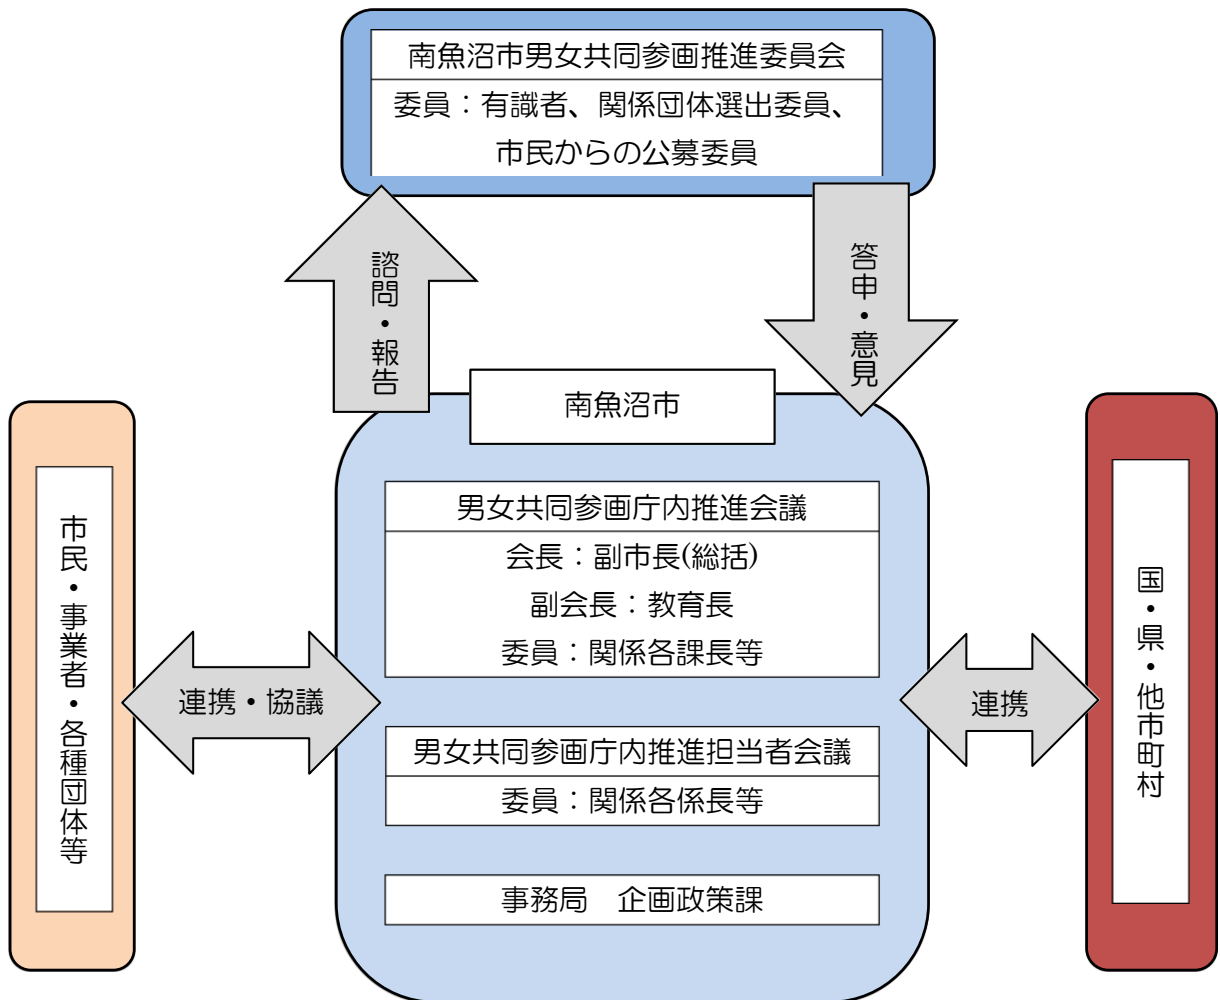 南魚沼市男女共同参画推進委員会
委員：有識者、関係団体選出委員、
市民からの公募委員
諮問・報告
答申・意見
南魚沼市
男女共同参画庁内推進会議
会長：副市長(総括)
副会長：教育長
委員：関係各課長等
市民・事業者・各種団体等
連携・協議
連携
国・県・他市町村
男女共同参画庁内推進担当者会議
委員：関係各係長等
事務局　企画政策課